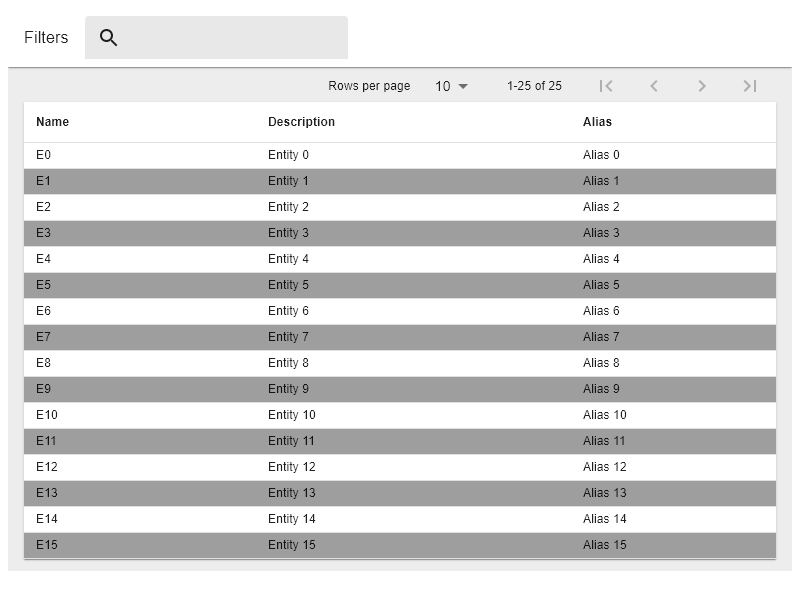 Filters
Rows per page 10 1-25 of 25
Name Description Alias
E0 Entity 0 Alias 0
E1 Entity 1 Alias 1
E2 Entity 2 Alias 2
E3 Entity 3 Alias 3
E4 Entity 4 Alias 4
E5 Entity 5 Alias 5
E6 Entity 6 Alias 6
E7 Entity 7 Alias 7
E8 Entity 8 Alias 8
E9 Entity 9 Alias 9
E10 Entity 10 Alias 10
E11 Entity 11 Alias 11
E12 Entity 12 Alias 12
E13 Entity 13 Alias 13
E14 Entity 14 Alias 14
E15 Entity 15 Alias 15